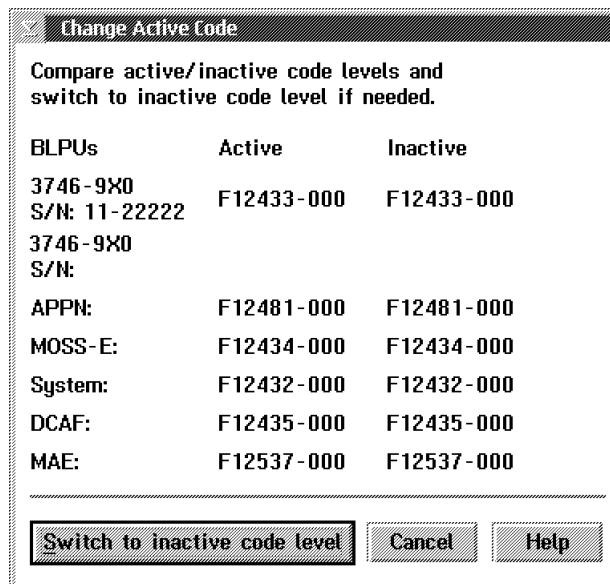 Change Active Code
Compare active/inactive code levels and
switch to inactive code level if needed.
BLPUs Active Inactive
3746-9X0
S/N: 11-22222 F12433-000 F12433-000
3746-9X0
S/N:
APPN: F12481-000 F12481-000
MOSS-E: F12434-000 F12434-000
System: F12432-000 F12432-000
DCAF: F12435-000 F12435-000
MAE: F12537-000 F12537-000
Switch to inactive code level Cancel Help